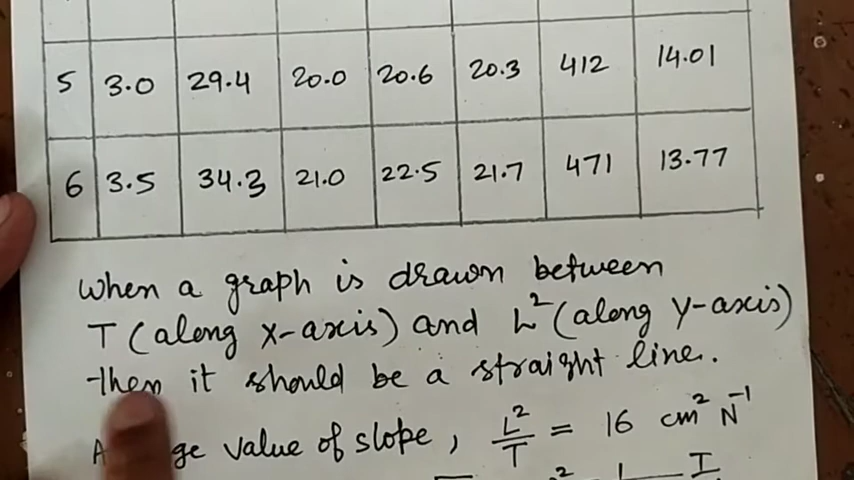 5 3.0 29.4 20.0 20.6 20.3 412 14.01
6 3.5 34.3 21.0 22.5 21.7 471 13.77
When a graph is drawn between
T (along x-axis) and L² (along Y-axis)
then it should be a straight line.
value of slope, L²/T = 16 cm² N⁻¹